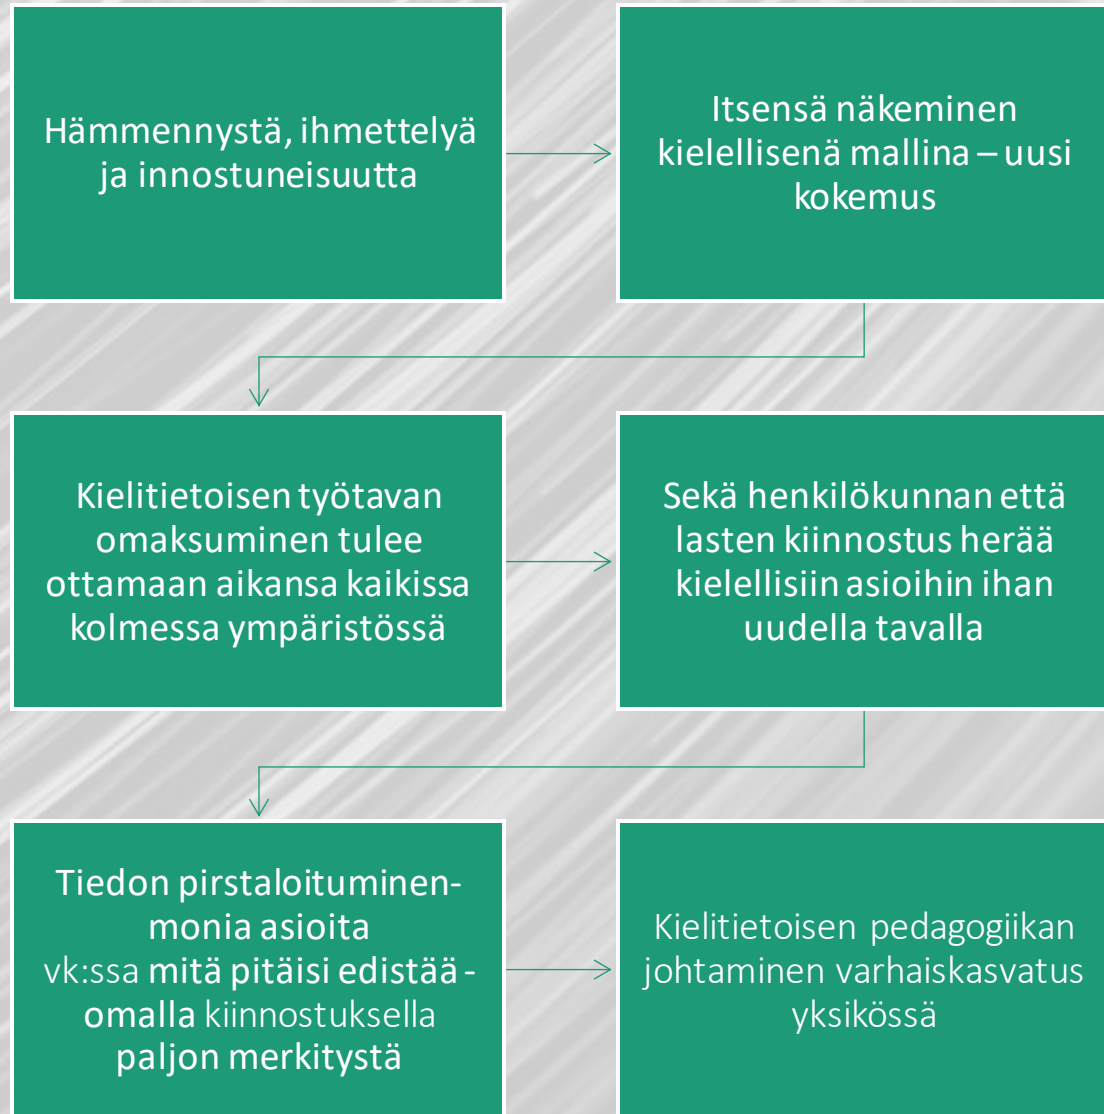 Hämmennystä, ihmettelyä
ja innostuneisuutta
Itsensä näkeminen
kielellisenä mallina – uusi
kokemus
Kielitietoisen työtavan
omaksuminen tulee
ottamaan aikansa kaikissa
kolmessa ympäristössä
Sekä henkilökunnan että
lasten kiinnostus herää
kielellisiin asioihin ihan
uudella tavalla
Tiedon pirstaloituminen-
monia asioita
vk:ssa mitä pitäisi edistää -
omalla kiinnostuksella
paljon merkitystä
Kielitietoisen pedagogiikan
johtaminen varhaiskasvatus
yksikössä